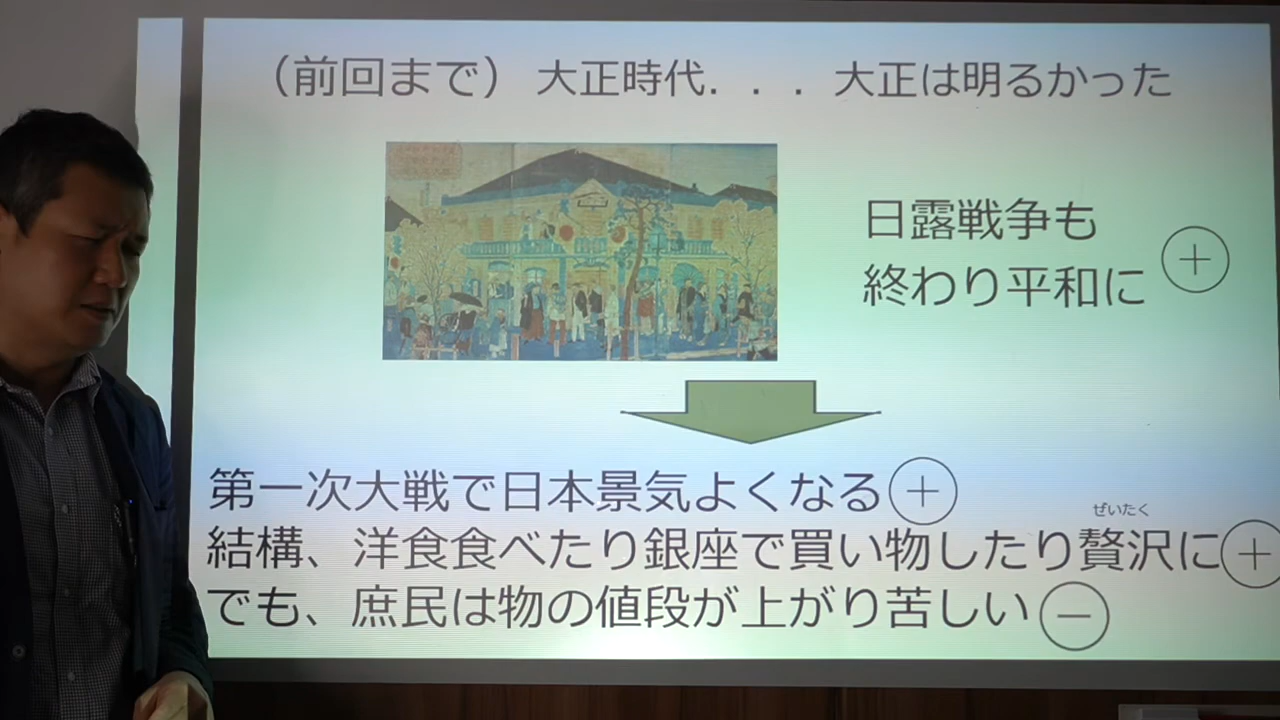 （前回まで）大正時代．．．大正は明るかった
日露戦争も
終わり平和に
＋
第一次大戦で日本景気よくなる＋
ぜいたく
結構、洋食食べたり銀座で買い物したり贅沢に＋
でも、庶民は物の値段が上がり苦しい－